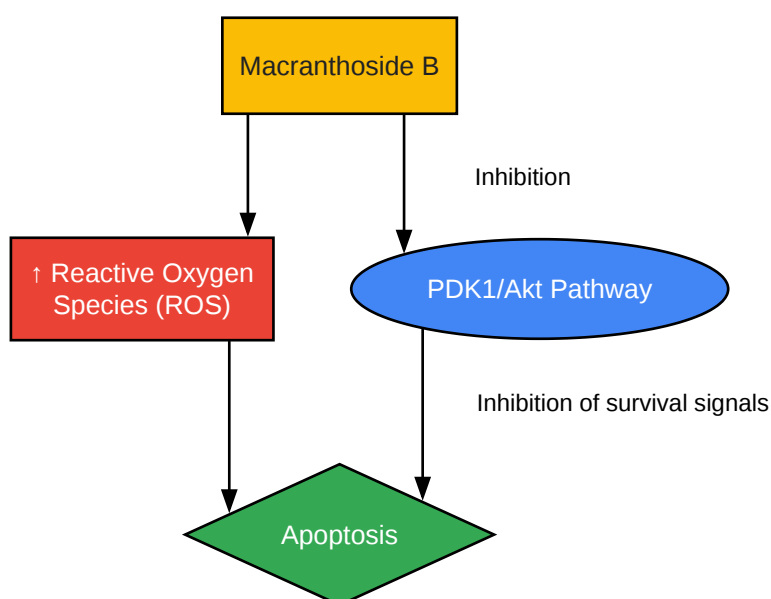 Macranthoside B
Inhibition
↑ Reactive Oxygen
Species (ROS)
PDK1/Akt Pathway
Inhibition of survival signals
Apoptosis